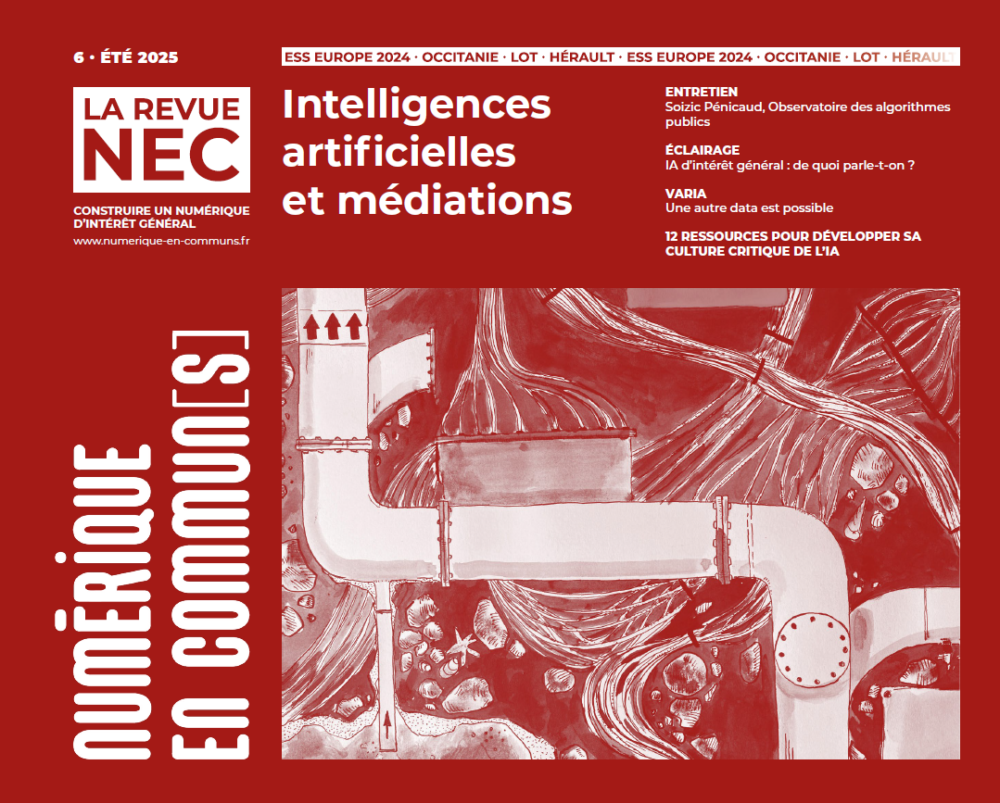 6 · ÉTÉ 2025
ESS EUROPE 2024 · OCCITANIE · LOT · HÉRAULT · ESS EUROPE 2024 · OCCITANIE · LOT · HÉRAULT
LA REVUE
NEC
CONSTRUIRE UN NUMÉRIQUE
D'INTÉRÊT GÉNÉRAL
www.numerique-en-communs.fr
Intelligences
artificielles
et médiations
ENTRETIEN
Soizic Pénicaud, Observatoire des algorithmes
publics
ÉCLAIRAGE
IA d'intérêt général : de quoi parle-t-on ?
VARIA
Une autre data est possible
12 RESSOURCES POUR DÉVELOPPER SA
CULTURE CRITIQUE DE L'IA
NUMÉRIQUE
EN COMMUN[S]